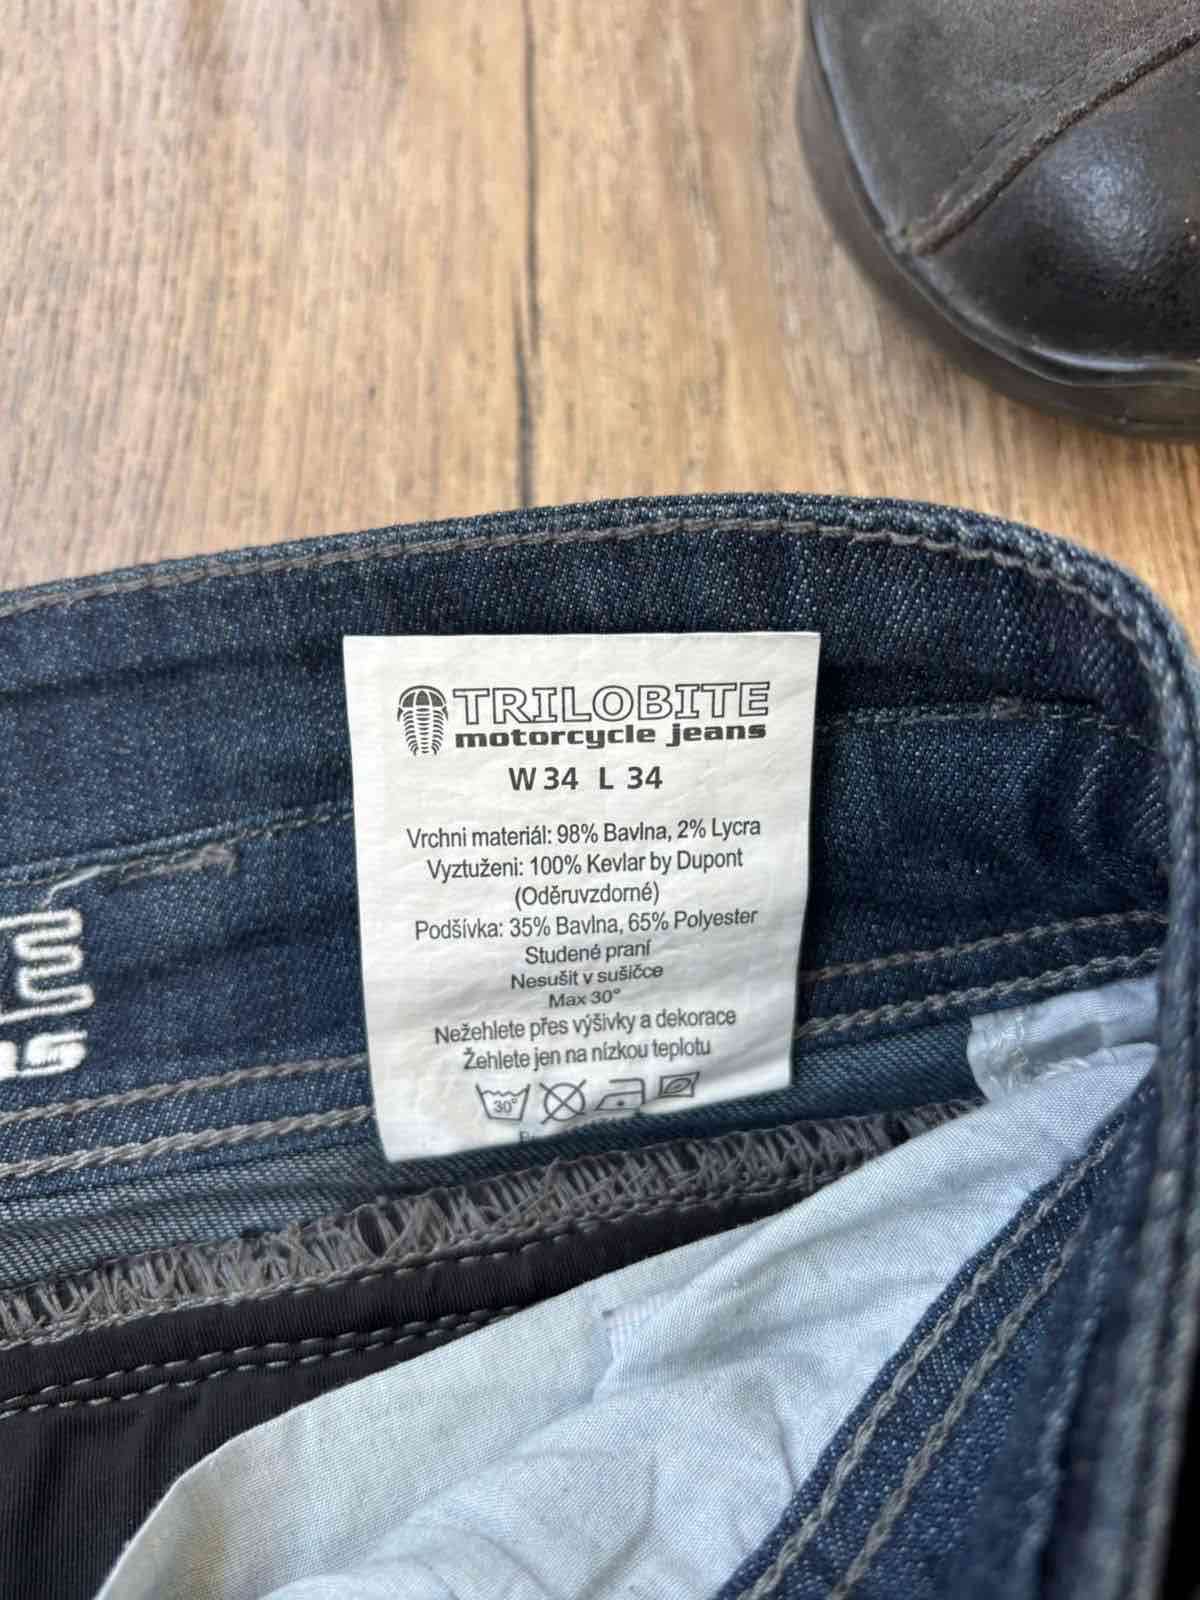 TRILOBITE
motorcycle jeans
W 34 L 34
Vrchni materiál: 98% Bavlna, 2% Lycra
Vyztuženi: 100% Kevlar by Dupont
(Oděruvzdorné)
Podšívka: 35% Bavlna, 65% Polyester
Studené praní
Nesušit v sušičce
Max 30°
Nežehlete přes výšivky a dekorace
Žehlete jen na nízkou teplotu
30°